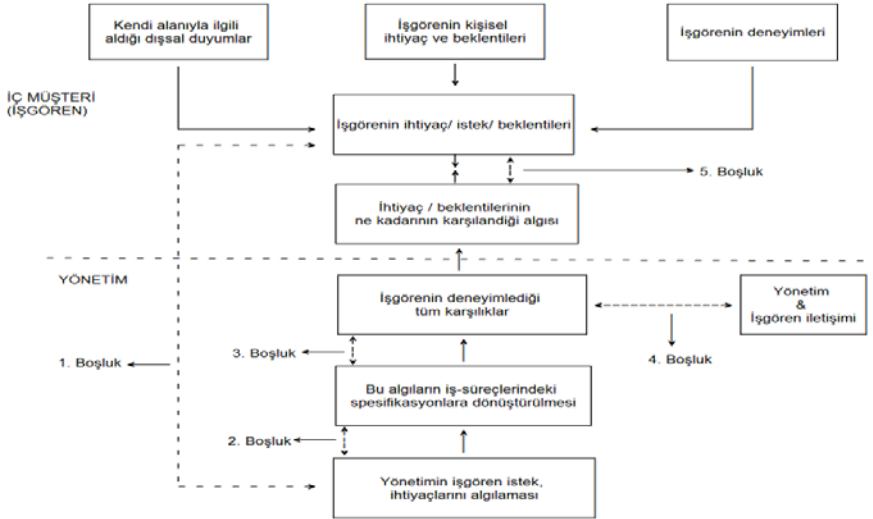 Kendi alanıyla ilgili
aldığı dışsal duyumlar
İşgörenin kişisel
ihtiyaç ve beklentileri
İşgörenin deneyimleri
İÇ MÜŞTERİ
(İŞGÖREN)
İşgörenin ihtiyaç/ istek/ beklentileri
5. Boşluk
İhtiyaç / beklentilerinin
ne kadarının karşılandiği algısı
YÖNETİM
İşgörenin deneyimlediği
tüm karşılıklar
Yönetim
&
İşgören iletişimi
1. Boşluk
3. Boşluk
4. Boşluk
Bu algıların iş-süreçlerindeki
spesifikasyonlara dönüştürülmesi
2. Boşluk
Yönetimin işgören istek,
ihtiyaçlarını algılaması